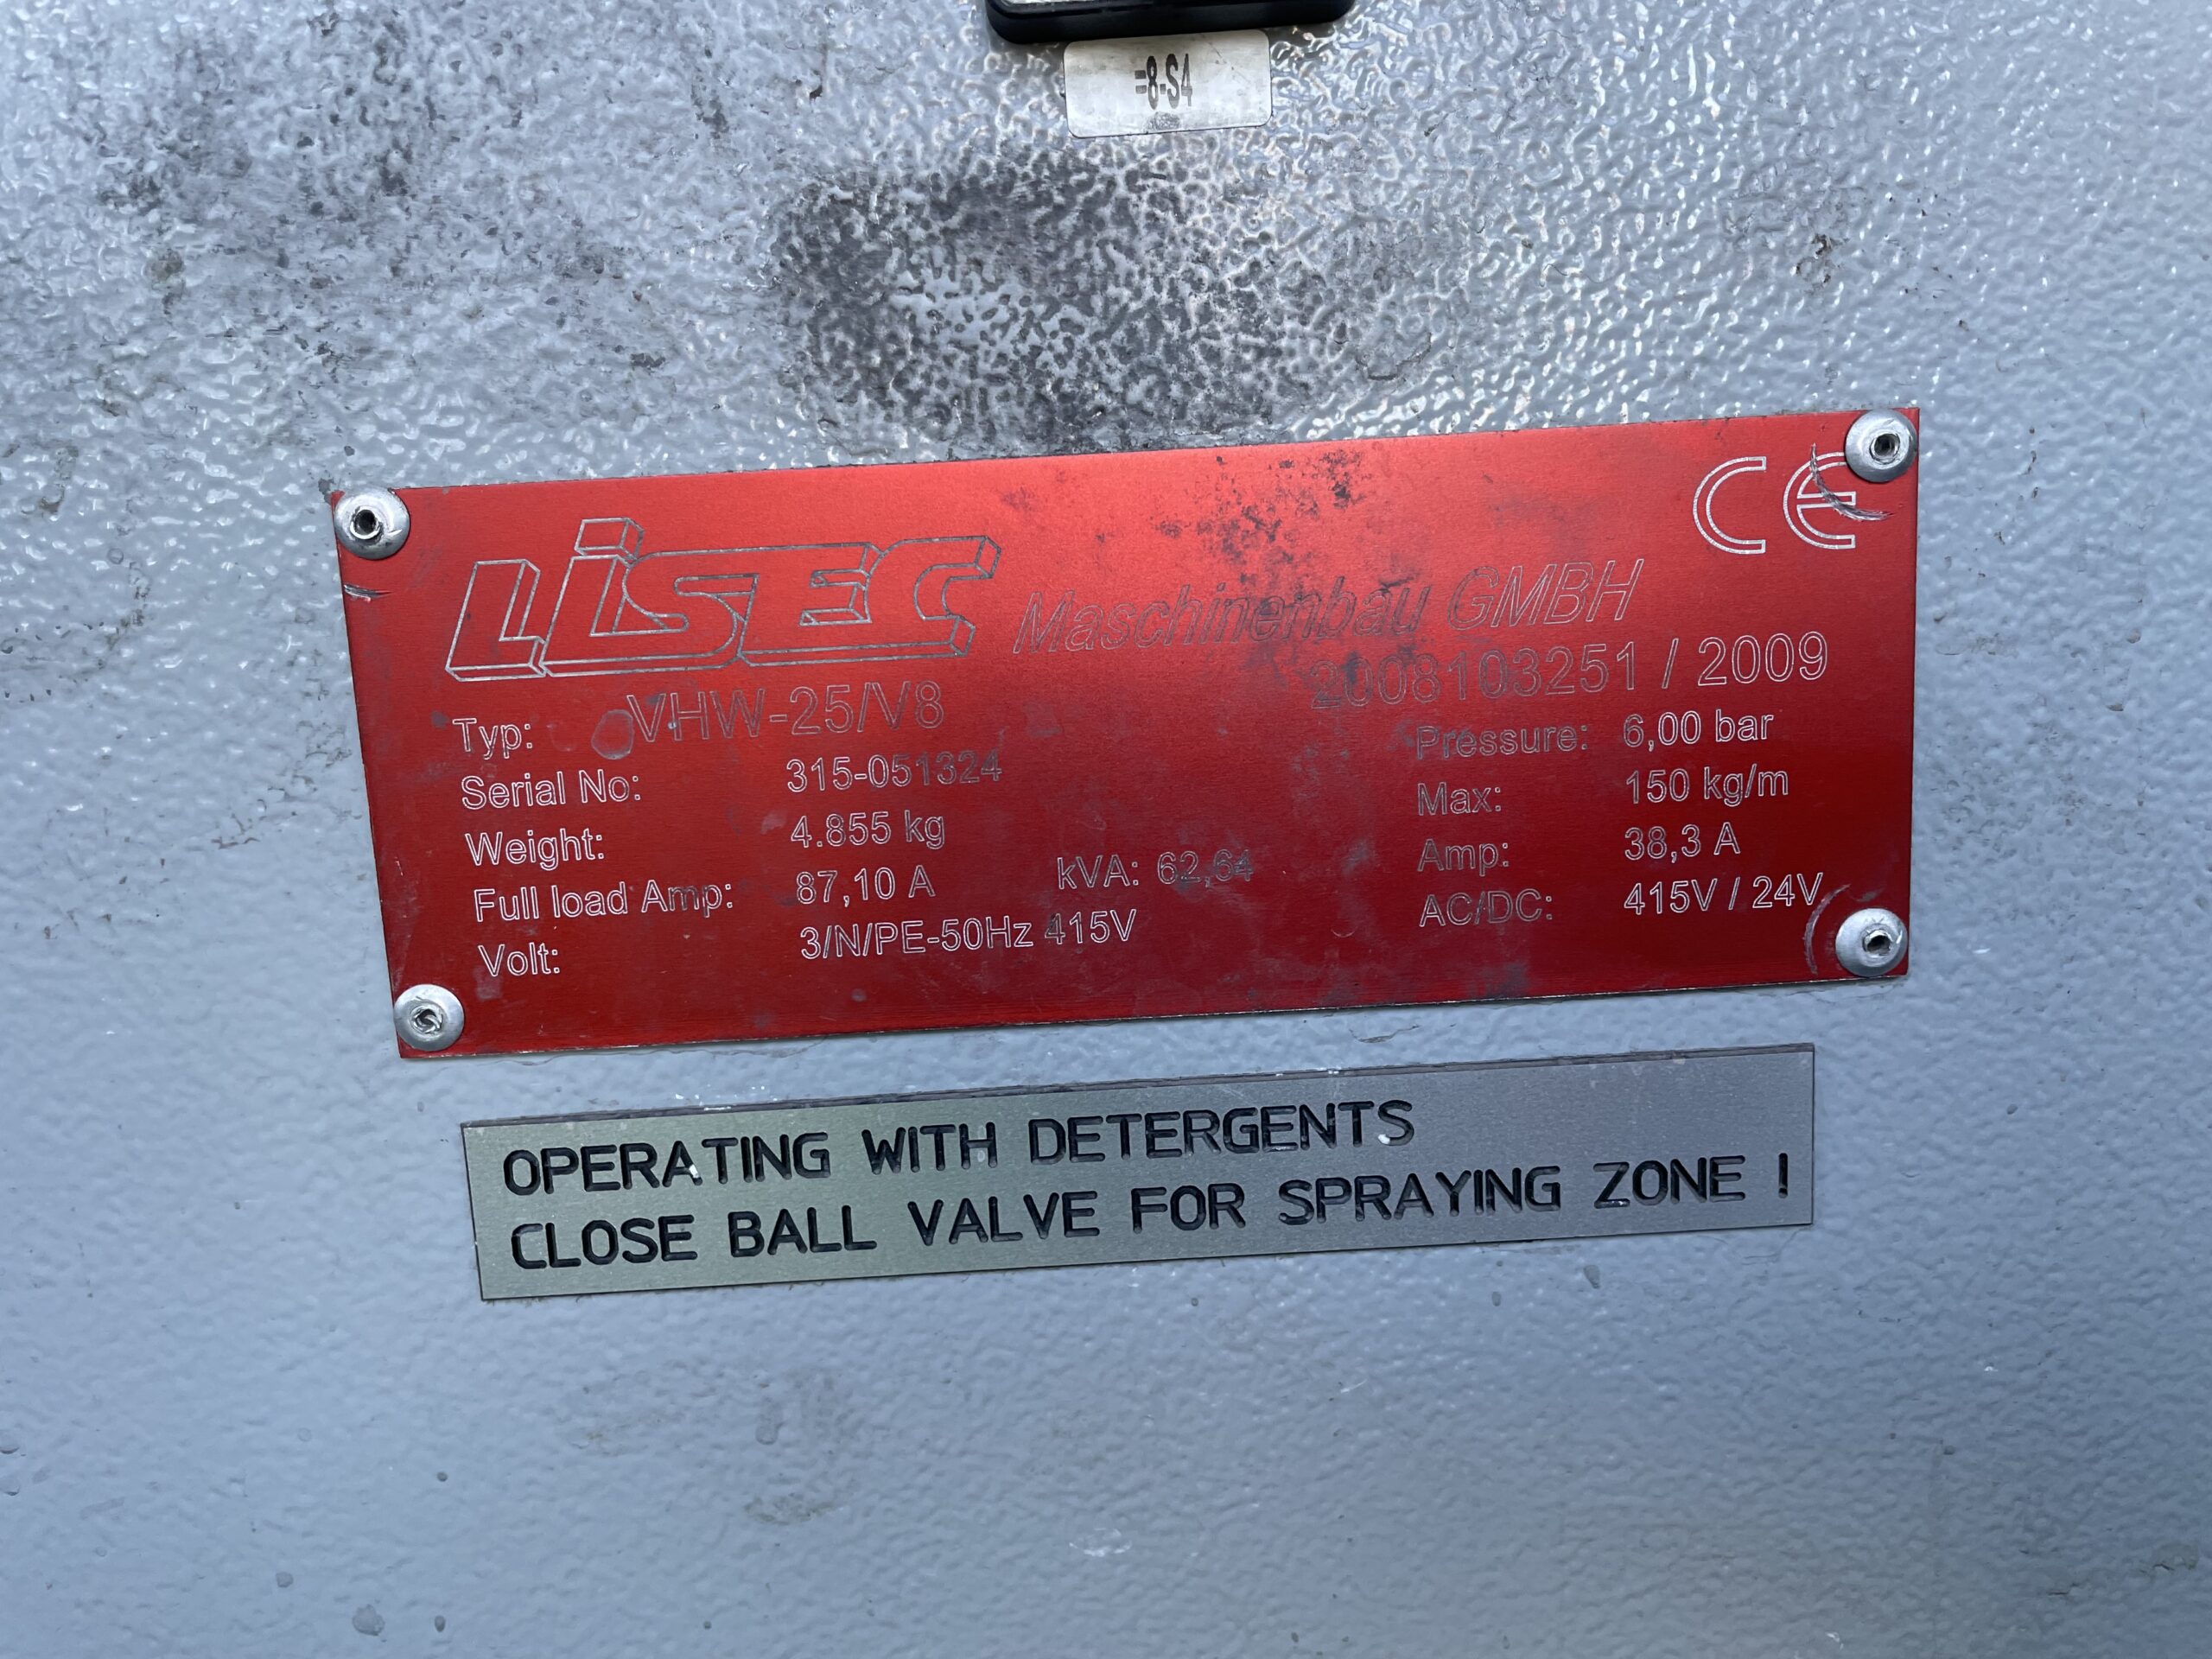 =8-S4
CE
LiSEC Maschinenbau GMBH
Typ: VHW-25/V8 2008103251 / 2009
Serial No: 315-051324 Pressure: 6,00 bar
Weight: 4.855 kg Max: 150 kg/m
Full load Amp: 87,10 A kVA: 62,64 Amp: 38,3 A
Volt: 3/N/PE-50Hz 415V AC/DC: 415V / 24V
OPERATING WITH DETERGENTS
CLOSE BALL VALVE FOR SPRAYING ZONE !